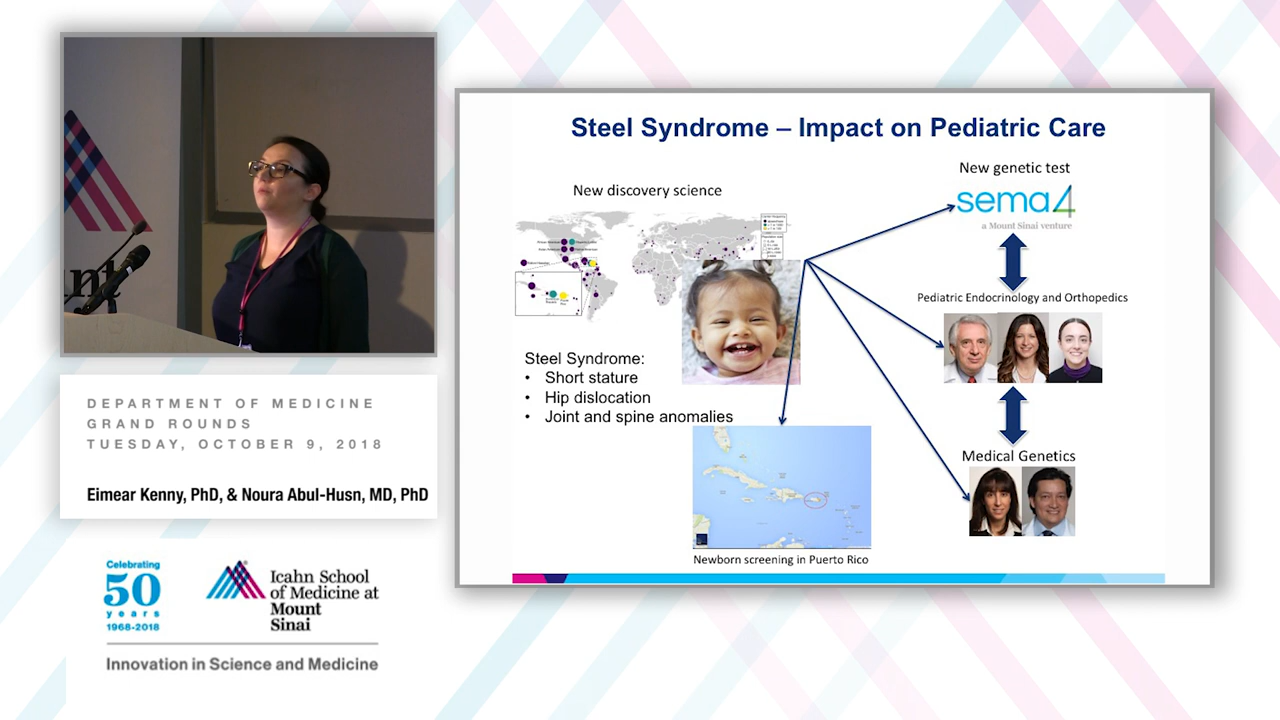 DEPARTMENT OF MEDICINE
GRAND ROUNDS
TUESDAY, OCTOBER 9, 2018
Eimear Kenny, PhD, & Noura Abul-Husn, MD, PhD
Celebrating
50
years
1968-2018
Icahn School
of Medicine at
Mount
Sinai
Innovation in Science and Medicine
Steel Syndrome – Impact on Pediatric Care
New discovery science
Steel Syndrome:
• Short stature
• Hip dislocation
• Joint and spine anomalies
Newborn screening in Puerto Rico
New genetic test
sema4
a Mount Sinai venture
Pediatric Endocrinology and Orthopedics
Medical Genetics